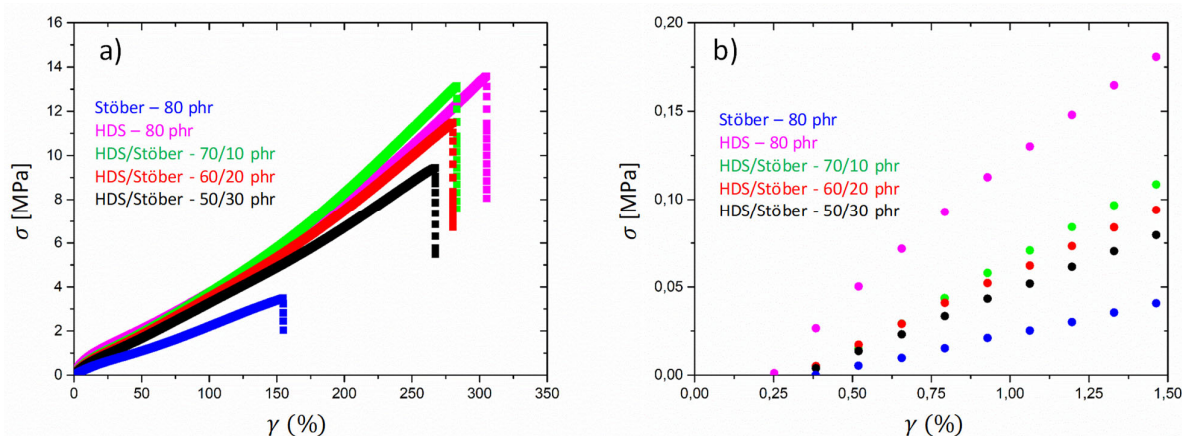 a)
σ [MPa]
16
14
12
10
8
6
4
2
0
Stöber – 80 phr
HDS – 80 phr
HDS/Stöber - 70/10 phr
HDS/Stöber - 60/20 phr
HDS/Stöber - 50/30 phr
0 50 100 150 200 250 300 350
γ (%)
b)
σ [MPa]
0,20
0,15
0,10
0,05
0,00
Stöber – 80 phr
HDS – 80 phr
HDS/Stöber - 70/10 phr
HDS/Stöber - 60/20 phr
HDS/Stöber - 50/30 phr
0,00 0,25 0,50 0,75 1,00 1,25 1,50
γ (%)